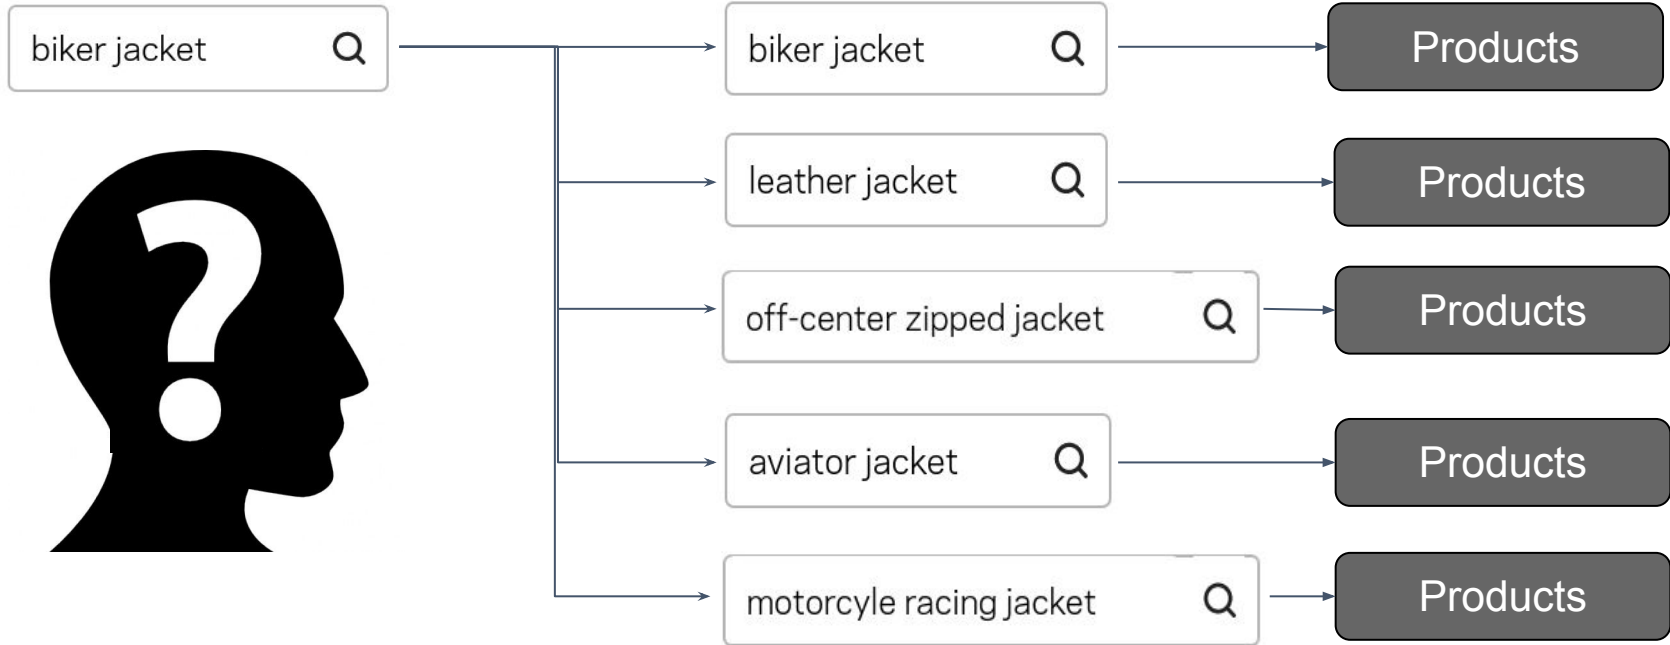 biker jacket
biker jacket
Products
leather jacket
Products
?
off-center zipped jacket
Products
aviator jacket
Products
motorcyle racing jacket
Products